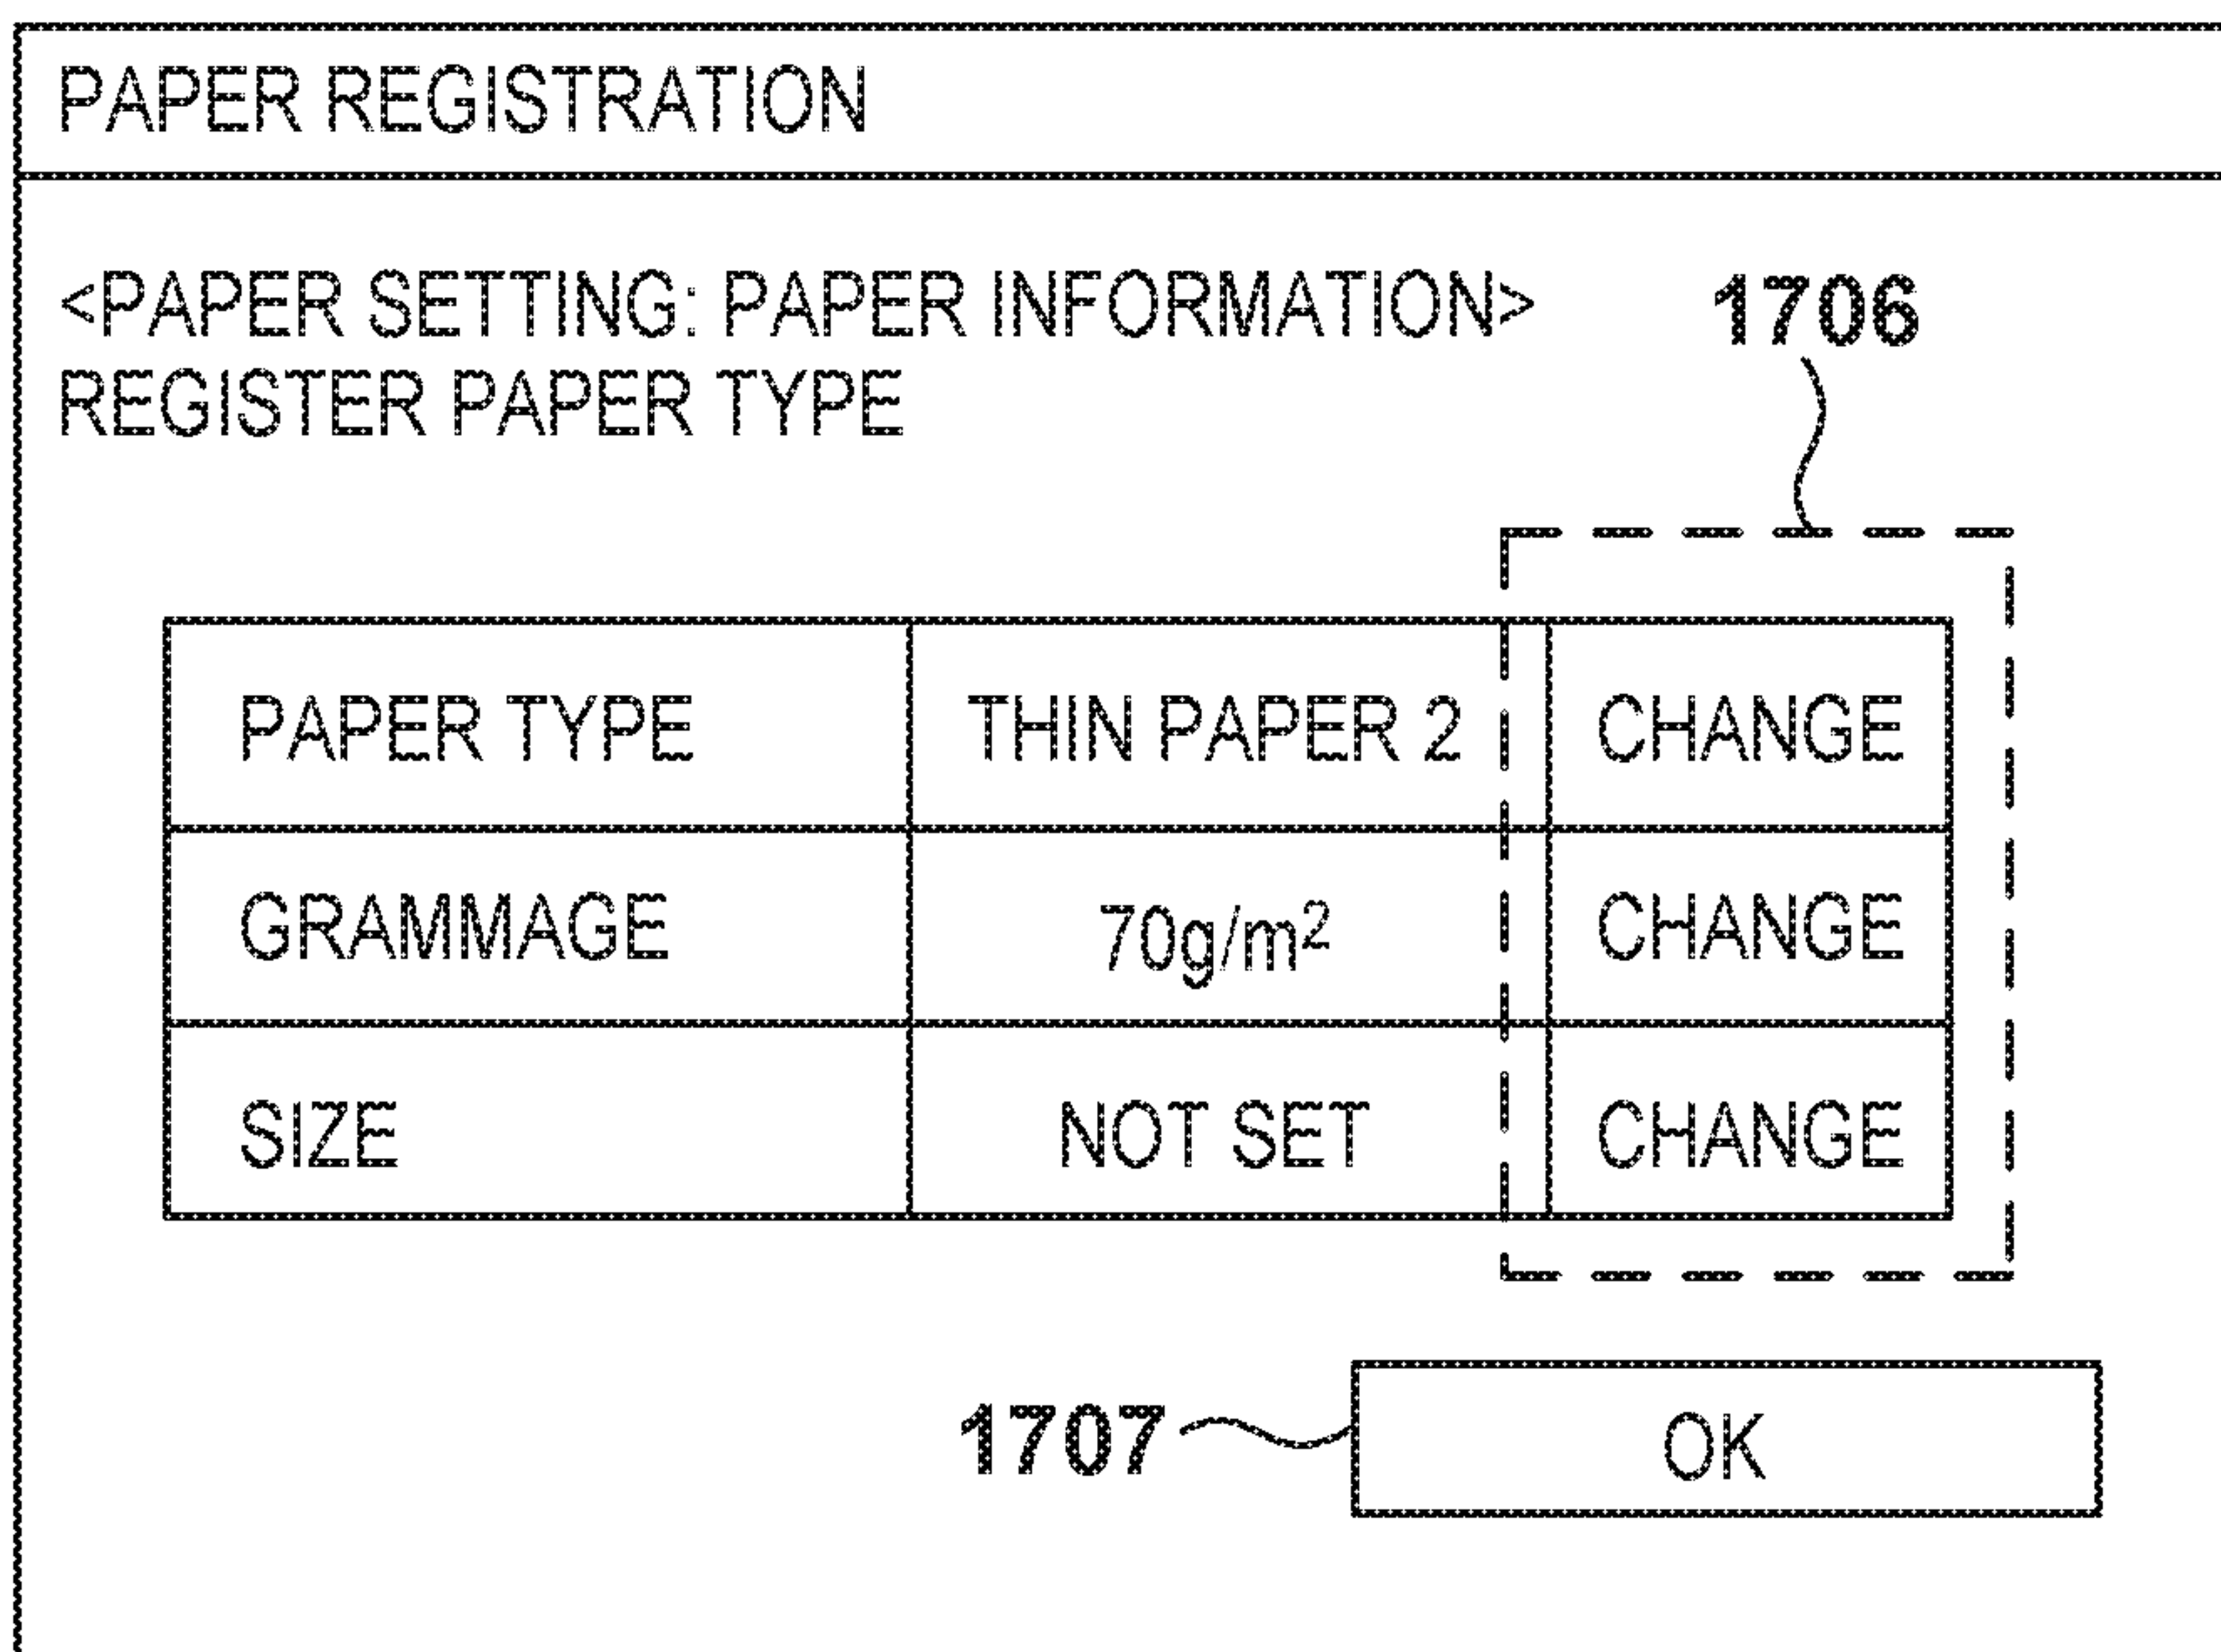 PAPER REGISTRATION
<PAPER SETTING: PAPER INFORMATION> 1706
REGISTER PAPER TYPE
PAPER TYPE THIN PAPER 2 CHANGE
GRAMMAGE 70g/m² CHANGE
SIZE NOT SET CHANGE
1707 OK